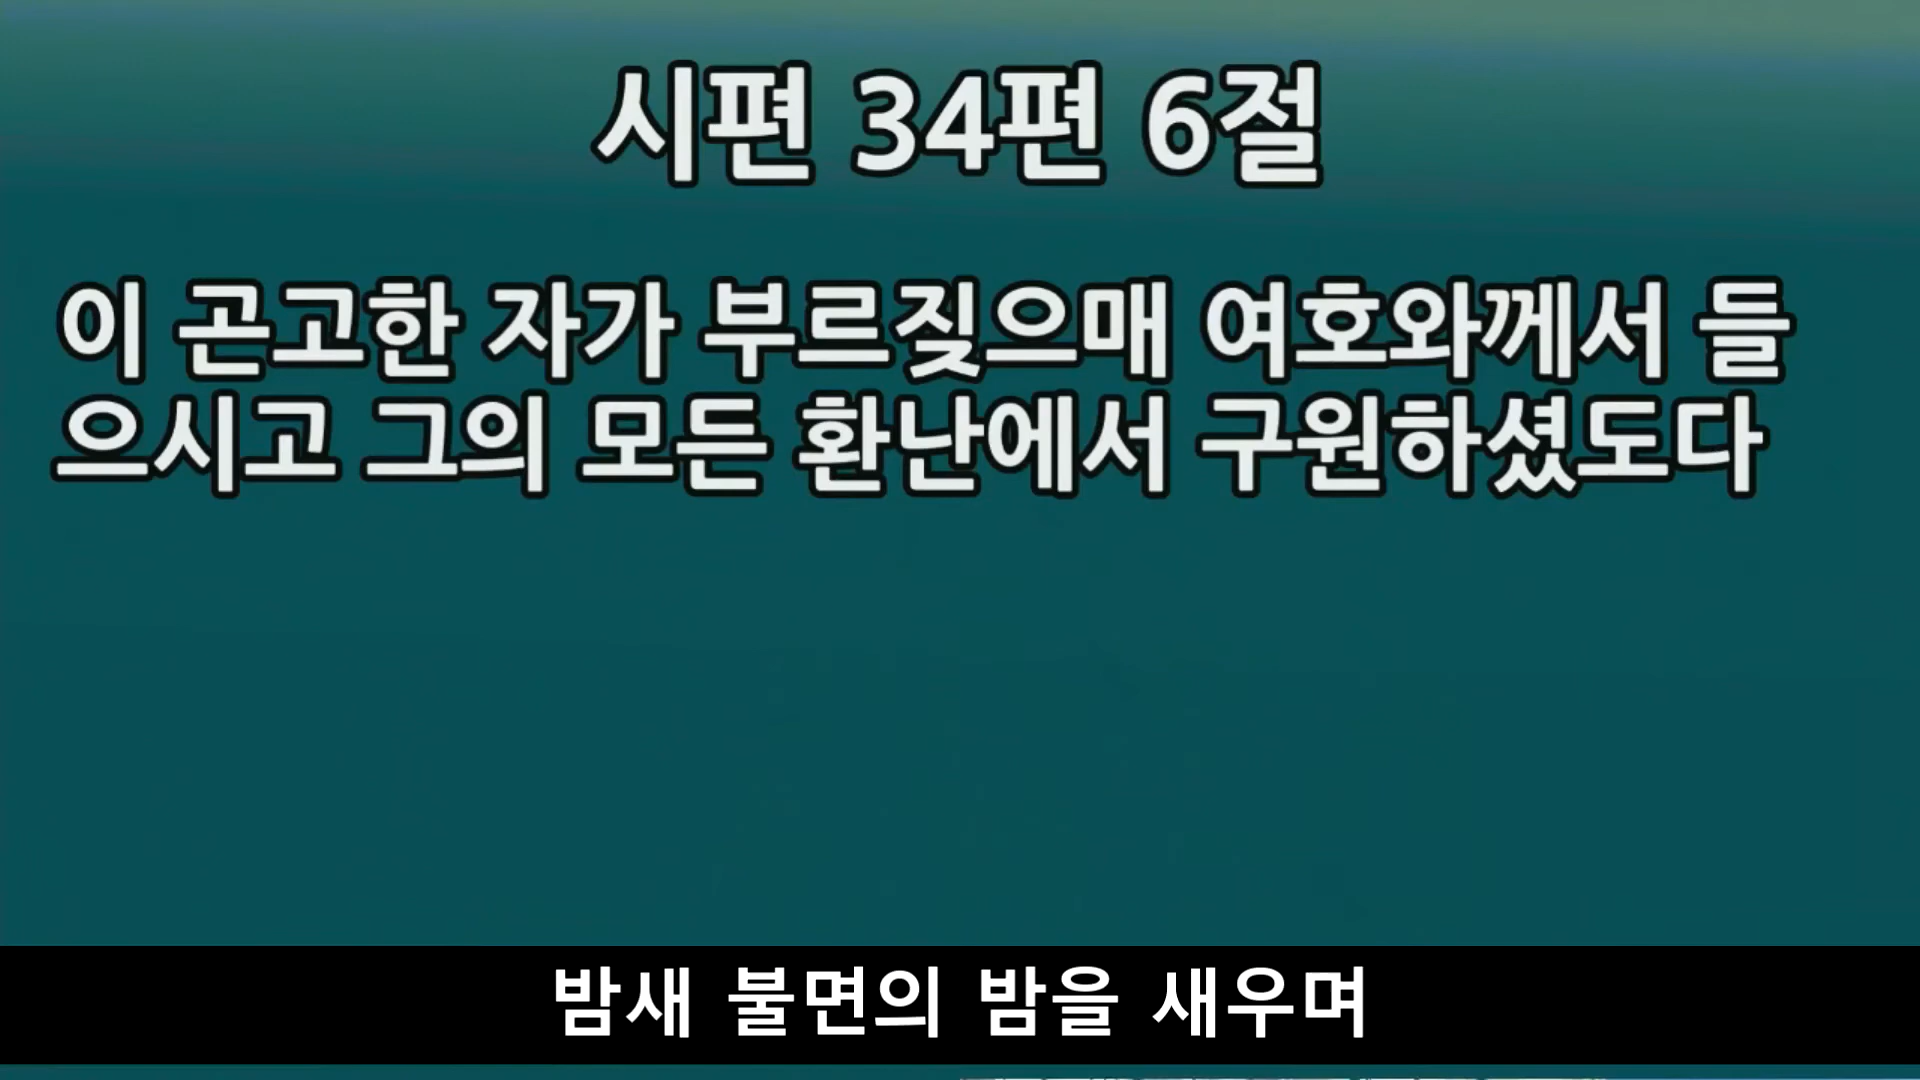 시편 34편 6절
이 곤고한 자가 부르짖으매 여호와께서 들
으시고 그의 모든 환난에서 구원하셨도다
밤새 불면의 밤을 새우며